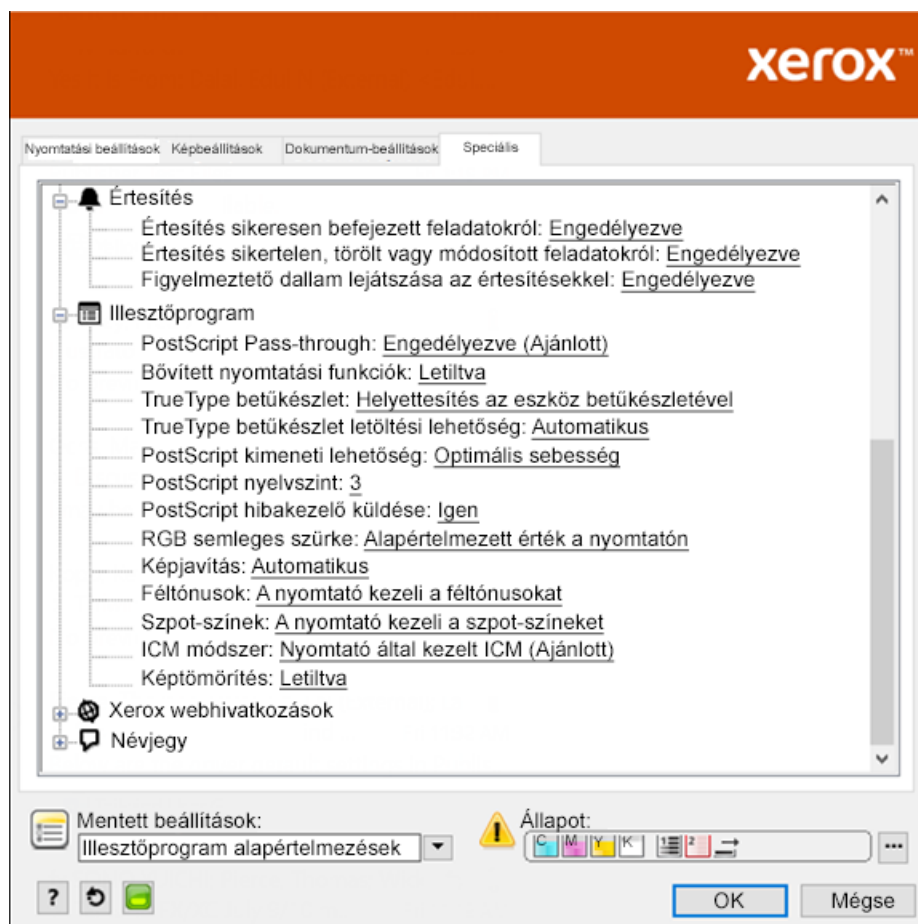 xerox™
Nyomtatási beállítások Képbeállítások Dokumentum-beállítások Speciális
Értesítés
Értesítés sikeresen befejezett feladatokról: Engedélyezve
Értesítés sikertelen, törölt vagy módosított feladatokról: Engedélyezve
Figyelmeztető dallam lejátszása az értesítésekkel: Engedélyezve
Illesztőprogram
PostScript Pass-through: Engedélyezve (Ajánlott)
Bővített nyomtatási funkciók: Letiltva
TrueType betűkészlet: Helyettesítés az eszköz betűkészletével
TrueType betűkészlet letöltési lehetőség: Automatikus
PostScript kimeneti lehetőség: Optimális sebesség
PostScript nyelvszint: 3
PostScript hibakezelő küldése: Igen
RGB semleges szürke: Alapértelmezett érték a nyomtatón
Képjavítás: Automatikus
Féltónusok: A nyomtató kezeli a féltónusokat
Szpot-színek: A nyomtató kezeli a szpot-színeket
ICM módszer: Nyomtató által kezelt ICM (Ajánlott)
Képtömörítés: Letiltva
Xerox webhivatkozások
Névjegy
Mentett beállítások:
Illesztőprogram alapértelmezések
Állapot:
C M Y K 1 2
OK Mégse